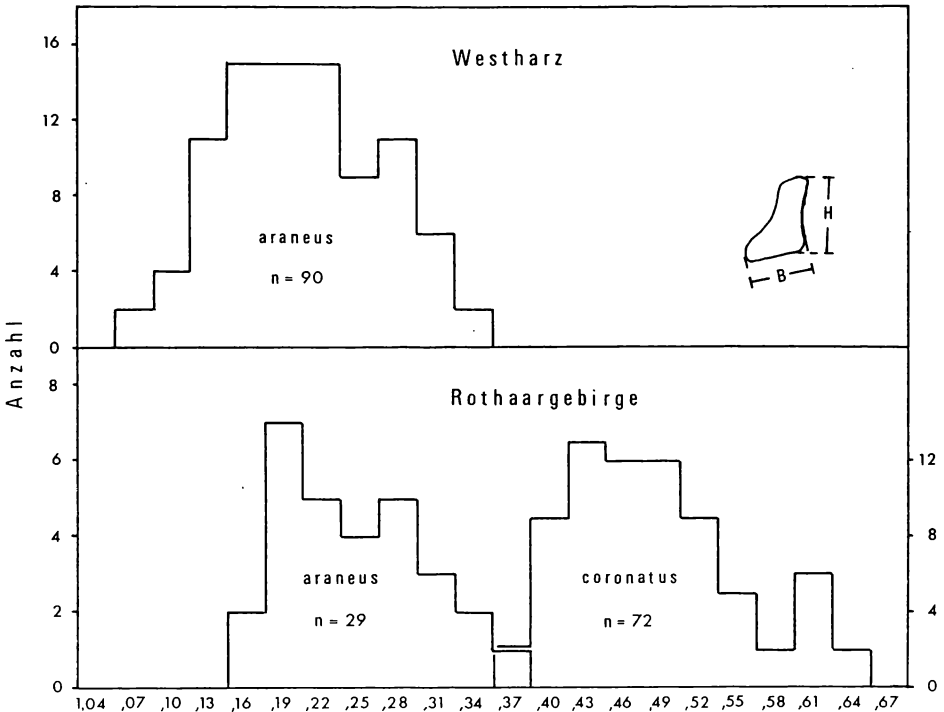 16
12
8
4
0
Westharz
araneus
n = 90
H
B
Anzahl
8
6
4
2
0
Rothaargebirge
araneus
n = 29
coronatus
n = 72
12
8
4
0
1,04 ,07 ,10 ,13 ,16 ,19 ,22 ,25 ,28 ,31 ,34 ,37 ,40 ,43 ,46 ,49 ,52 ,55 ,58 ,61 ,64 ,67